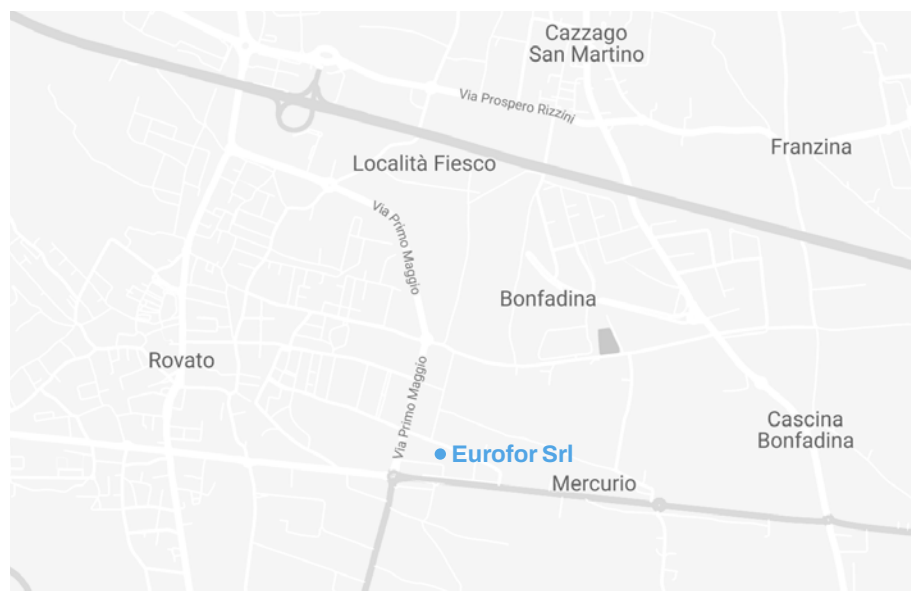 Cazzago
San Martino
Via Prospero Rizzini
Franzina
Località Fiesco
Via Primo Maggio
Bonfadina
Rovato
Via Primo Maggio
Cascina
Bonfadina
Eurofor Srl
Mercurio